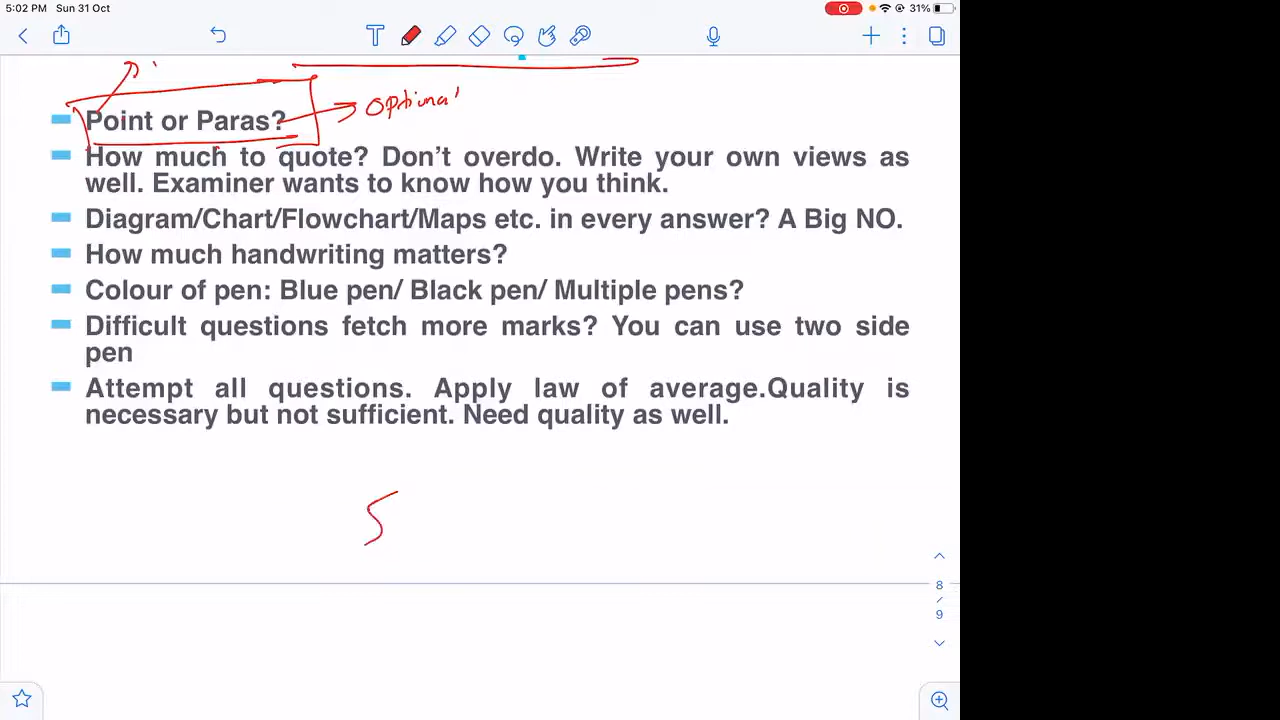 5:02 PM Sun 31 Oct
31%
Optional
Point or Paras?
How much to quote? Don't overdo. Write your own views as
well. Examiner wants to know how you think.
Diagram/Chart/Flowchart/Maps etc. in every answer? A Big NO.
How much handwriting matters?
Colour of pen: Blue pen/ Black pen/ Multiple pens?
Difficult questions fetch more marks? You can use two side
pen
Attempt all questions. Apply law of average.Quality is
necessary but not sufficient. Need quality as well.
8
/
9